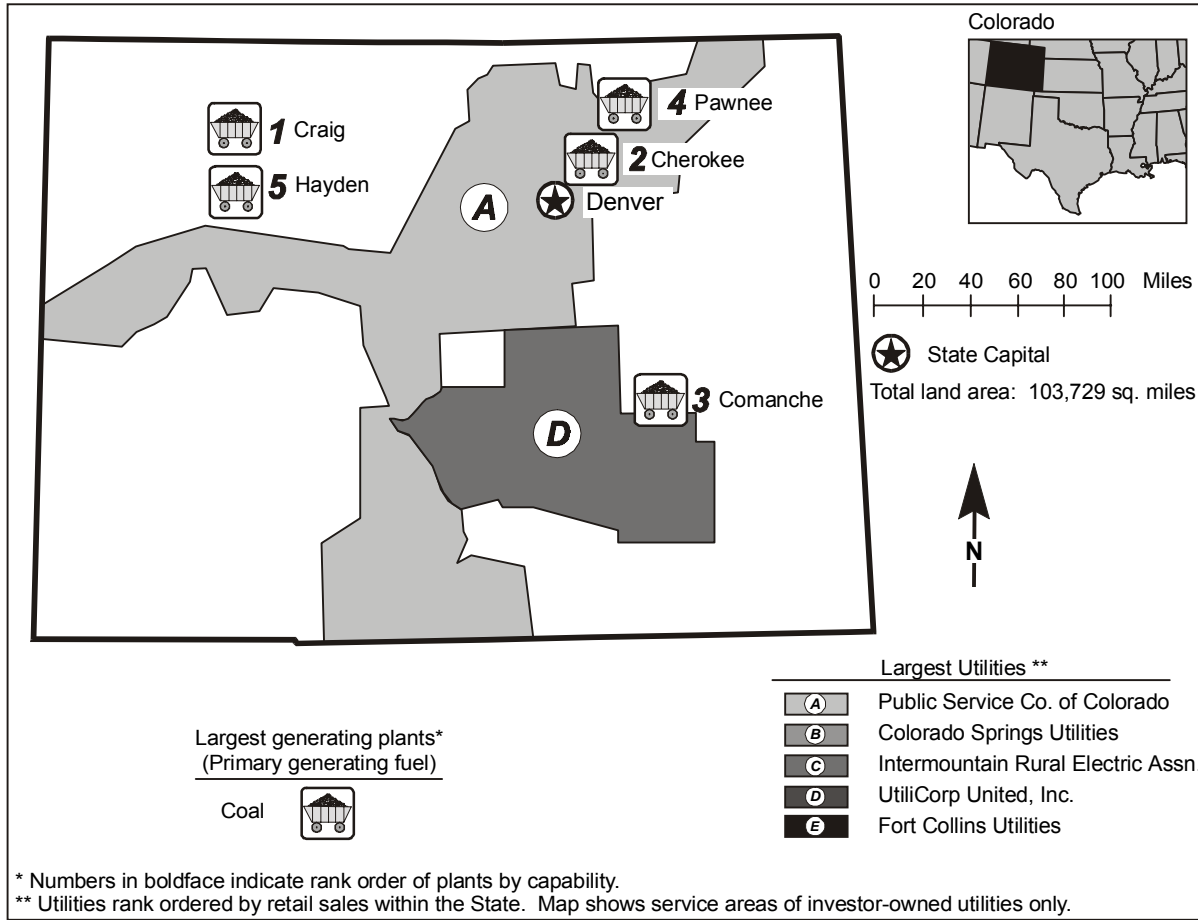 Colorado
4 Pawnee
1 Craig
2 Cherokee
5 Hayden
A
Denver
0 20 40 60 80 100 Miles
State Capital
Total land area: 103,729 sq. miles
3 Comanche
D
N
Largest Utilities **
A Public Service Co. of Colorado
B Colorado Springs Utilities
C Intermountain Rural Electric Assn.
D UtiliCorp United, Inc.
E Fort Collins Utilities
Largest generating plants*
(Primary generating fuel)
Coal
* Numbers in boldface indicate rank order of plants by capability.
** Utilities rank ordered by retail sales within the State. Map shows service areas of investor-owned utilities only.